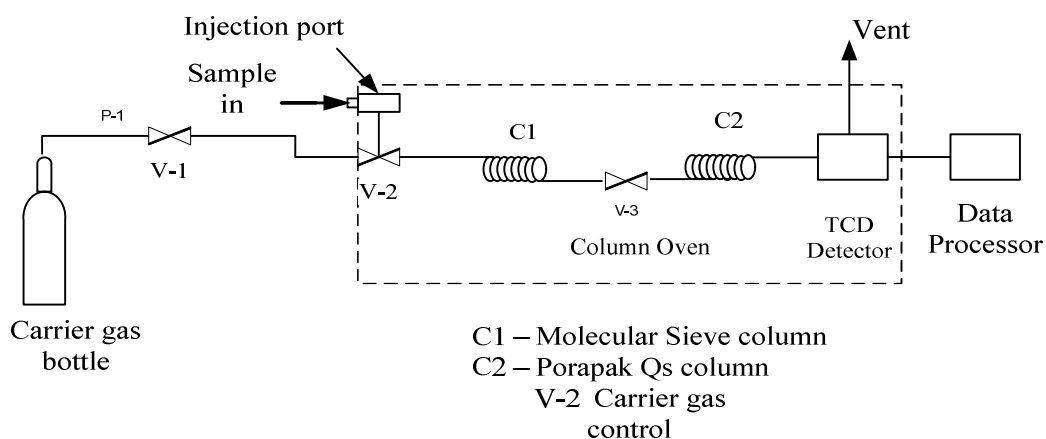 Injection port
Sample
in
Vent
P-1
V-1
V-2
C1
C2
V-3
Column Oven
TCD
Detector
Data
Processor
Carrier gas
bottle
C1 – Molecular Sieve column
C2 – Porapak Qs column
V-2 Carrier gas
control